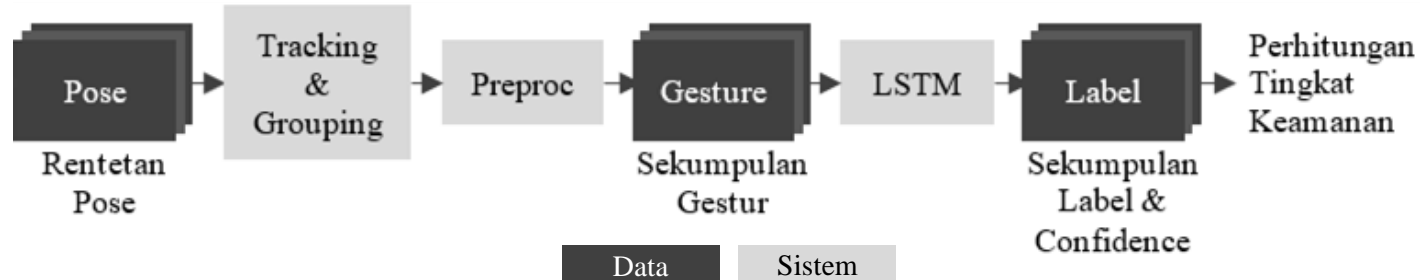 Pose
Rentetan
Pose
Tracking
&
Grouping
Preproc
Gesture
Sekumpulan
Gestur
LSTM
Label
Sekumpulan
Label &
Confidence
Perhitungan
Tingkat
Keamanan
Data
Sistem